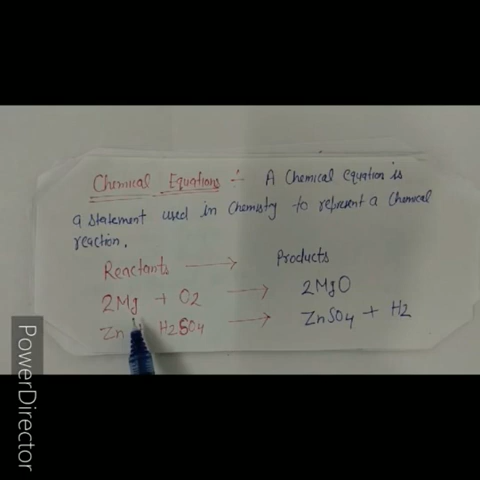 Chemical Equations :- A Chemical equation is
a statement used in Chemistry to represent a Chemical
reaction.
Reactants → Products
2Mg + O2 → 2MgO
Zn H2SO4 → ZnSO4 + H2
PowerDirector